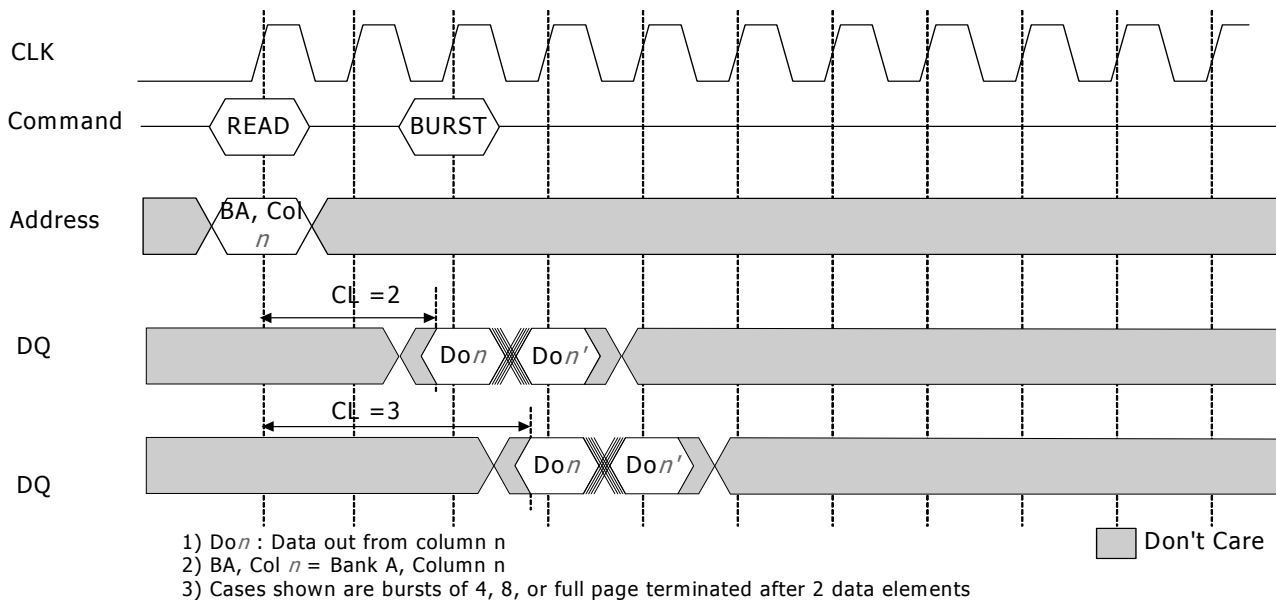 CLK
Command
READ
BURST
Address
BA, Col
n
CL =2
DQ
Don
Don'
CL =3
DQ
Don
Don'
1) Don : Data out from column n
2) BA, Col n = Bank A, Column n
3) Cases shown are bursts of 4, 8, or full page terminated after 2 data elements
Don't Care